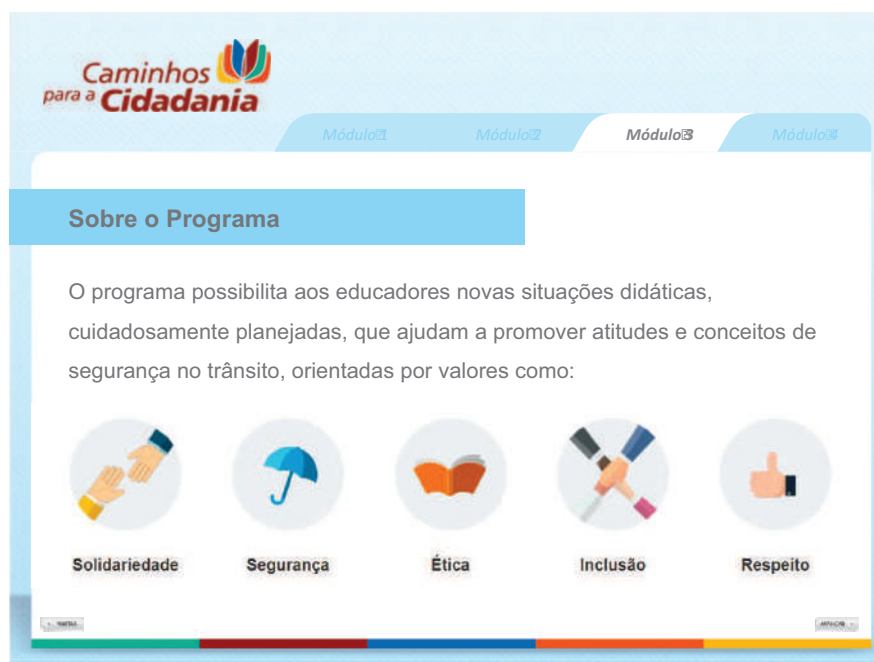 Caminhos
para a Cidadania
Módulo 1 Módulo 2 Módulo 3 Módulo 4
Sobre o Programa
O programa possibilita aos educadores novas situações didáticas,
cuidadosamente planejadas, que ajudam a promover atitudes e conceitos de
segurança no trânsito, orientadas por valores como:
Solidariedade Segurança Ética Inclusão Respeito